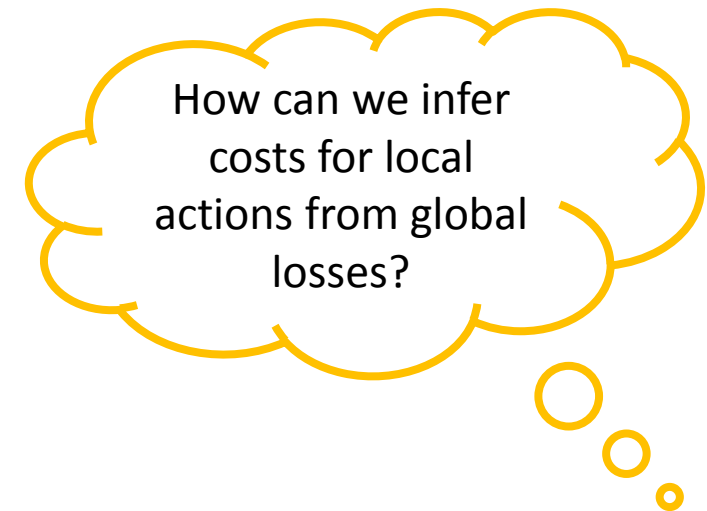 How can we infer
costs for local
actions from global
losses?